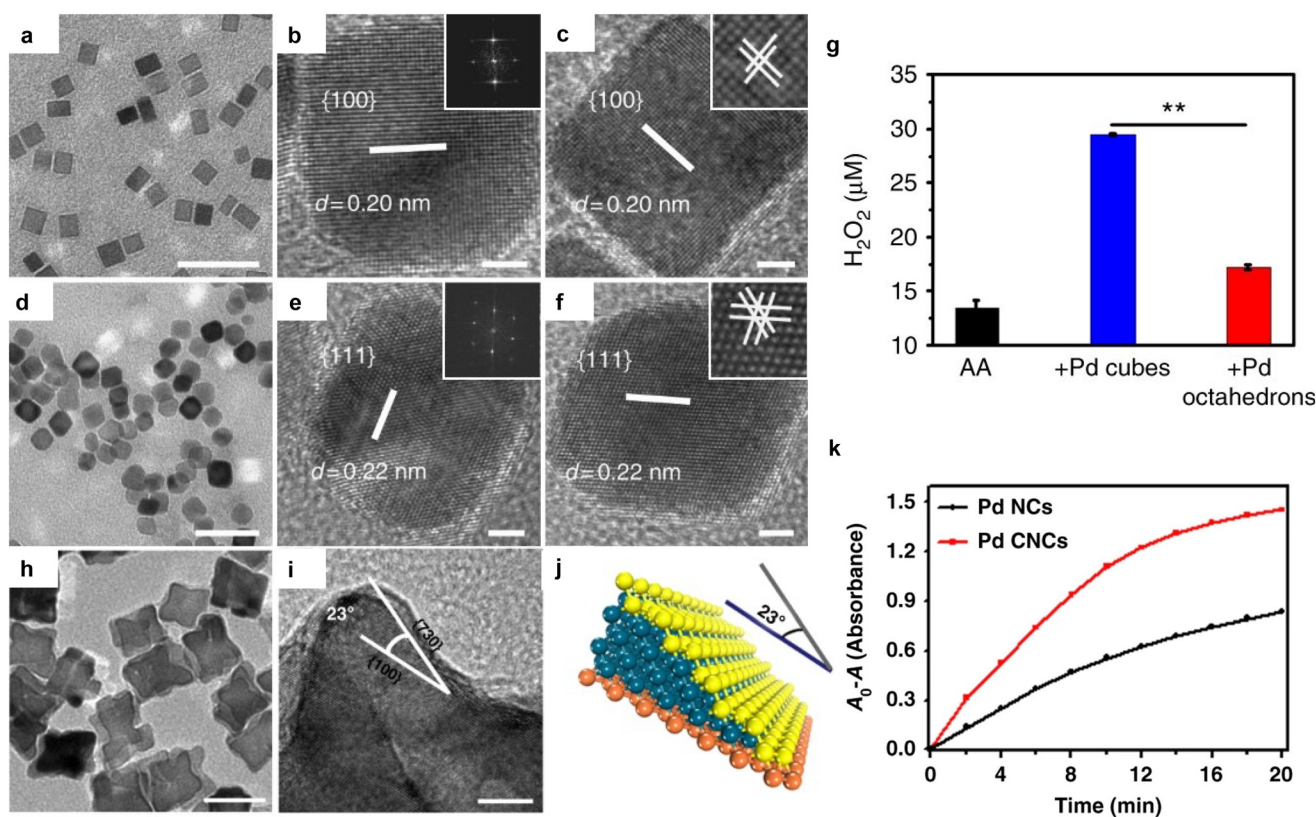 a
b
{100}
d = 0.20 nm
c
{100}
d = 0.20 nm
d
e
{111}
d = 0.22 nm
f
{111}
d = 0.22 nm
g
35
30
25
20
15
10
H₂O₂ (μM)
**
AA
+Pd cubes
+Pd
octahedrons
h
i
23°
{730}
{100}
j
23°
k
1.5
1.2
0.9
0.6
0.3
0.0
A₀-A (Absorbance)
Pd NCs
Pd CNCs
0 4 8 12 16 20
Time (min)